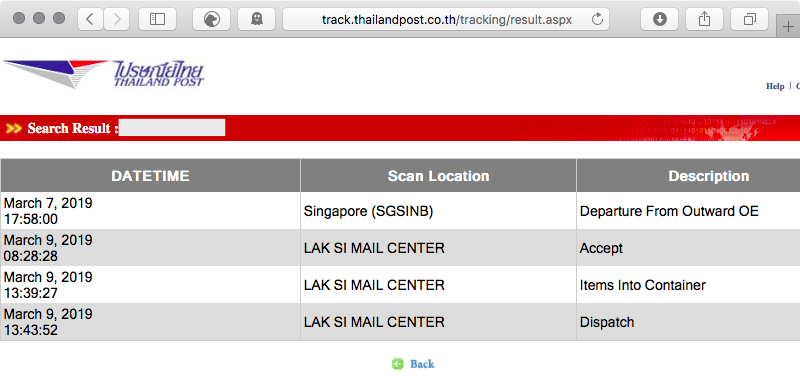 track.thailandpost.co.th/tracking/result.aspx
ไปรษณีย์ไทย
THAILAND POST
Help |
Search Result :
DATETIME Scan Location Description
March 7, 2019
17:58:00 Singapore (SGSINB) Departure From Outward OE
March 9, 2019
08:28:28 LAK SI MAIL CENTER Accept
March 9, 2019
13:39:27 LAK SI MAIL CENTER Items Into Container
March 9, 2019
13:43:52 LAK SI MAIL CENTER Dispatch
Back